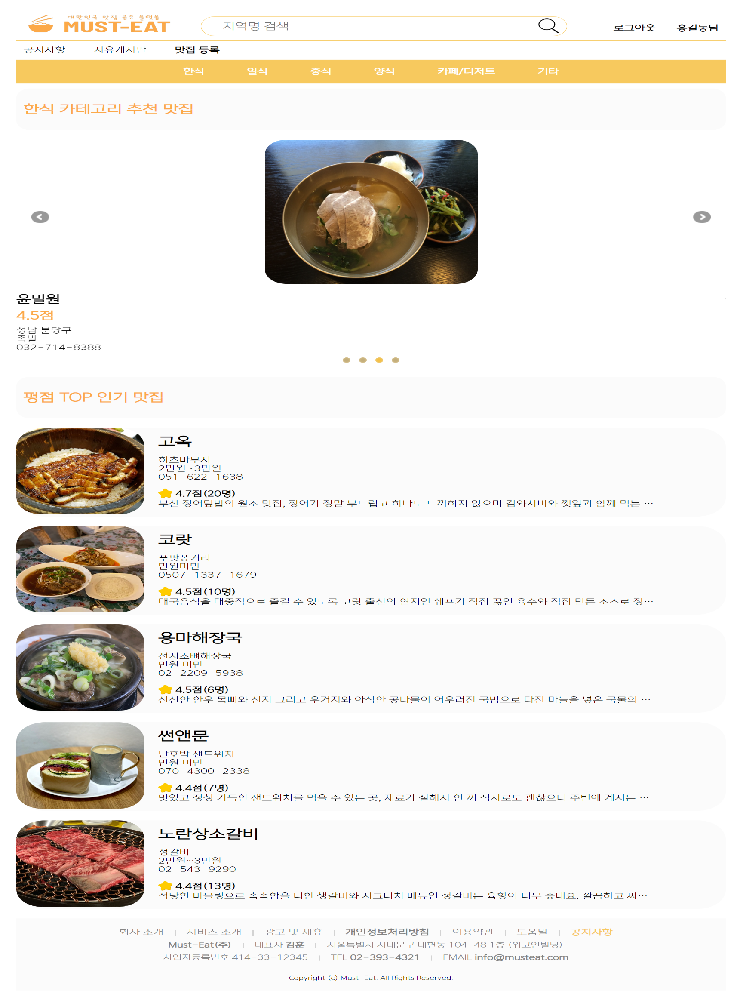 대한민국 맛집 공유 플랫폼
MUST-EAT
지역명 검색
로그아웃 홍길동님
공지사항 자유게시판 맛집 등록
한식 일식 중식 양식 카페/디저트 기타
한식 카테고리 추천 맛집
윤밀원
4.5점
성남 분당구
족발
032-714-8388
평점 TOP 인기 맛집
고옥
히츠마부시
2만원~3만원
051-622-1638
4.7점(20명)
부산 장어덮밥의 원조 맛집, 장어가 정말 부드럽고 하나도 느끼하지 않으며 김와사비와 깻잎과 함께 먹는 …
코랏
푸팟퐁커리
만원미만
0507-1337-1679
4.5점(10명)
태국음식을 대중적으로 즐길 수 있도록 코랏 출신의 현지인 쉐프가 직접 끓인 육수와 직접 만든 소스로 정…
용마해장국
선지소뼈해장국
만원 미만
02-2209-5938
4.5점(6명)
신선한 한우 목뼈와 선지 그리고 우거지와 아삭한 콩나물이 어우러진 국밥으로 다진 마늘을 넣은 국물의 …
썬앤문
단호박 샌드위치
만원 미만
070-4300-2338
4.4점(7명)
맛있고 정성 가득한 샌드위치를 먹을 수 있는 곳, 재료가 실해서 한 끼 식사로도 괜찮으니 주변에 계시는 …
노란상소갈비
정갈비
2만원~3만원
02-543-9290
4.4점(13명)
적당한 마블링으로 촉촉함을 더한 생갈비와 시그니처 메뉴인 정갈비는 육향이 너무 좋네요. 깔끔하고 짜…
회사 소개 | 서비스 소개 | 광고 및 제휴 | 개인정보처리방침 | 이용약관 | 도움말 | 공지사항
Must-Eat(주) | 대표자 김훈 | 서울특별시 서대문구 대현동 104-48 1층 (위고인빌딩)
사업자등록번호 414-33-12345 | TEL 02-393-4321 | EMAIL info@musteat.com
Copyright (c) Must-Eat. All Rights Reserved.